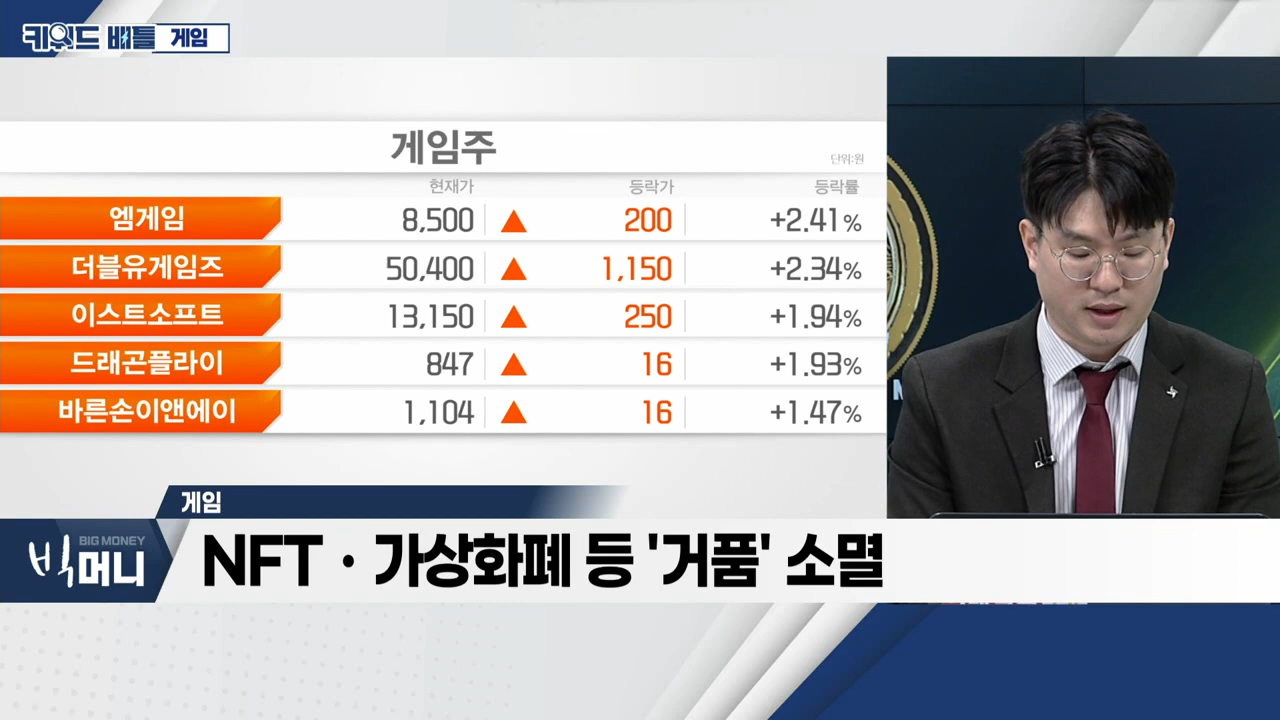 키워드 배틀 게임
게임주
단위:원
현재가 등락가 등락률
엠게임 8,500 ▲ 200 +2.41%
더블유게임즈 50,400 ▲ 1,150 +2.34%
이스트소프트 13,150 ▲ 250 +1.94%
드래곤플라이 847 ▲ 16 +1.93%
바른손이앤에이 1,104 ▲ 16 +1.47%
게임
BIG MONEY
빅머니
NFT · 가상화폐 등 '거품' 소멸